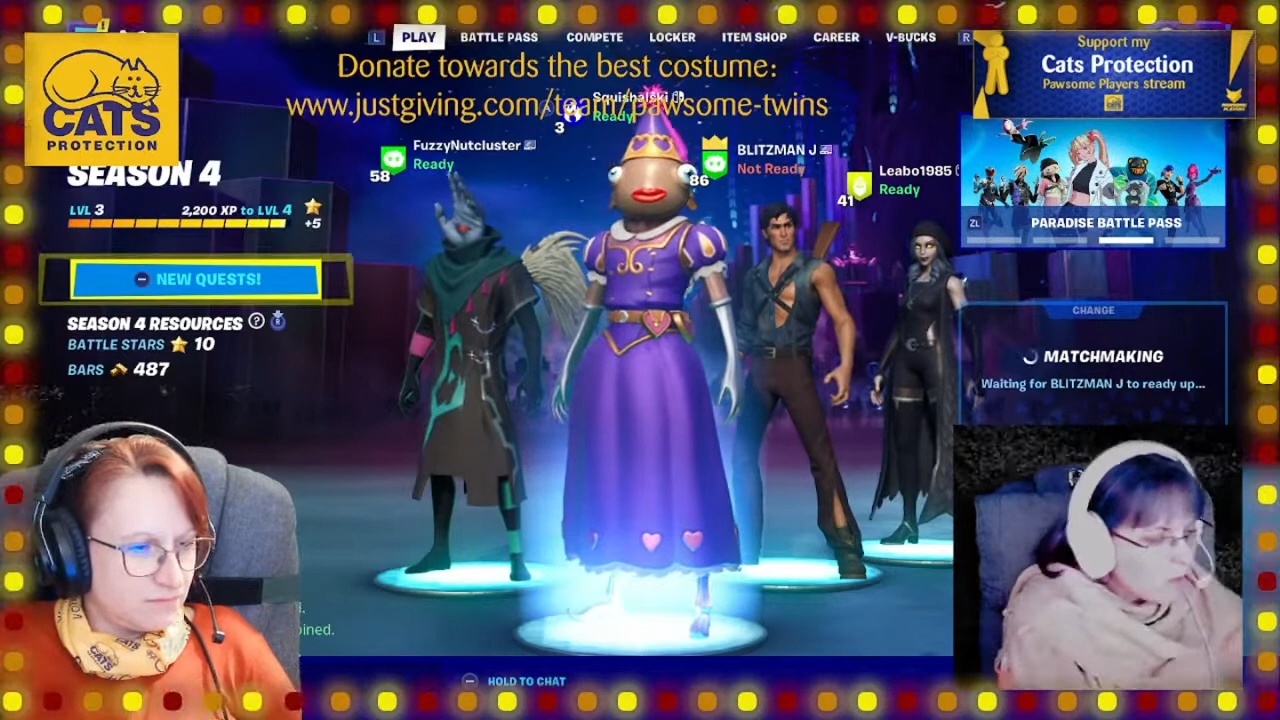 L PLAY BATTLE PASS COMPETE LOCKER ITEM SHOP CAREER V-BUCKS R
Donate towards the best costume:
www.justgiving.com/team/pawsome-twins
CATS
PROTECTION
Support my
Cats Protection
Pawsome Players stream
Squishalski
Ready
3
FuzzyNutcluster
Ready
58
BLITZMAN J
Not Ready
86
Leabo1985
Ready
41
SEASON 4
LVL 3
2,200 XP to LVL 4
+5
NEW QUESTS!
SEASON 4 RESOURCES ?
BATTLE STARS 10
BARS 487
ZL PARADISE BATTLE PASS
CHANGE
MATCHMAKING
Waiting for BLITZMAN J to ready up...
CATS
oined.
HOLD TO CHAT